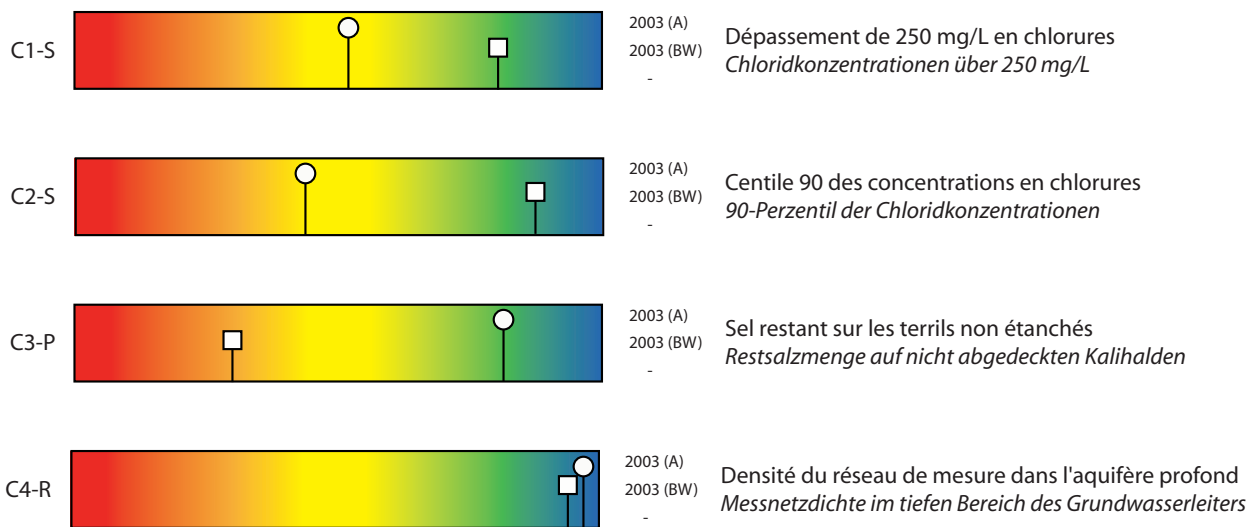 C1-S
2003 (A)
2003 (BW)
-
Dépassement de 250 mg/L en chlorures
Chloridkonzentrationen über 250 mg/L
C2-S
2003 (A)
2003 (BW)
-
Centile 90 des concentrations en chlorures
90-Perzentil der Chloridkonzentrationen
C3-P
2003 (A)
2003 (BW)
-
Sel restant sur les terrils non étanchés
Restsalzmenge auf nicht abgedeckten Kalihalden
C4-R
2003 (A)
2003 (BW)
-
Densité du réseau de mesure dans l'aquifère profond
Messnetzdichte im tiefen Bereich des Grundwasserleiters